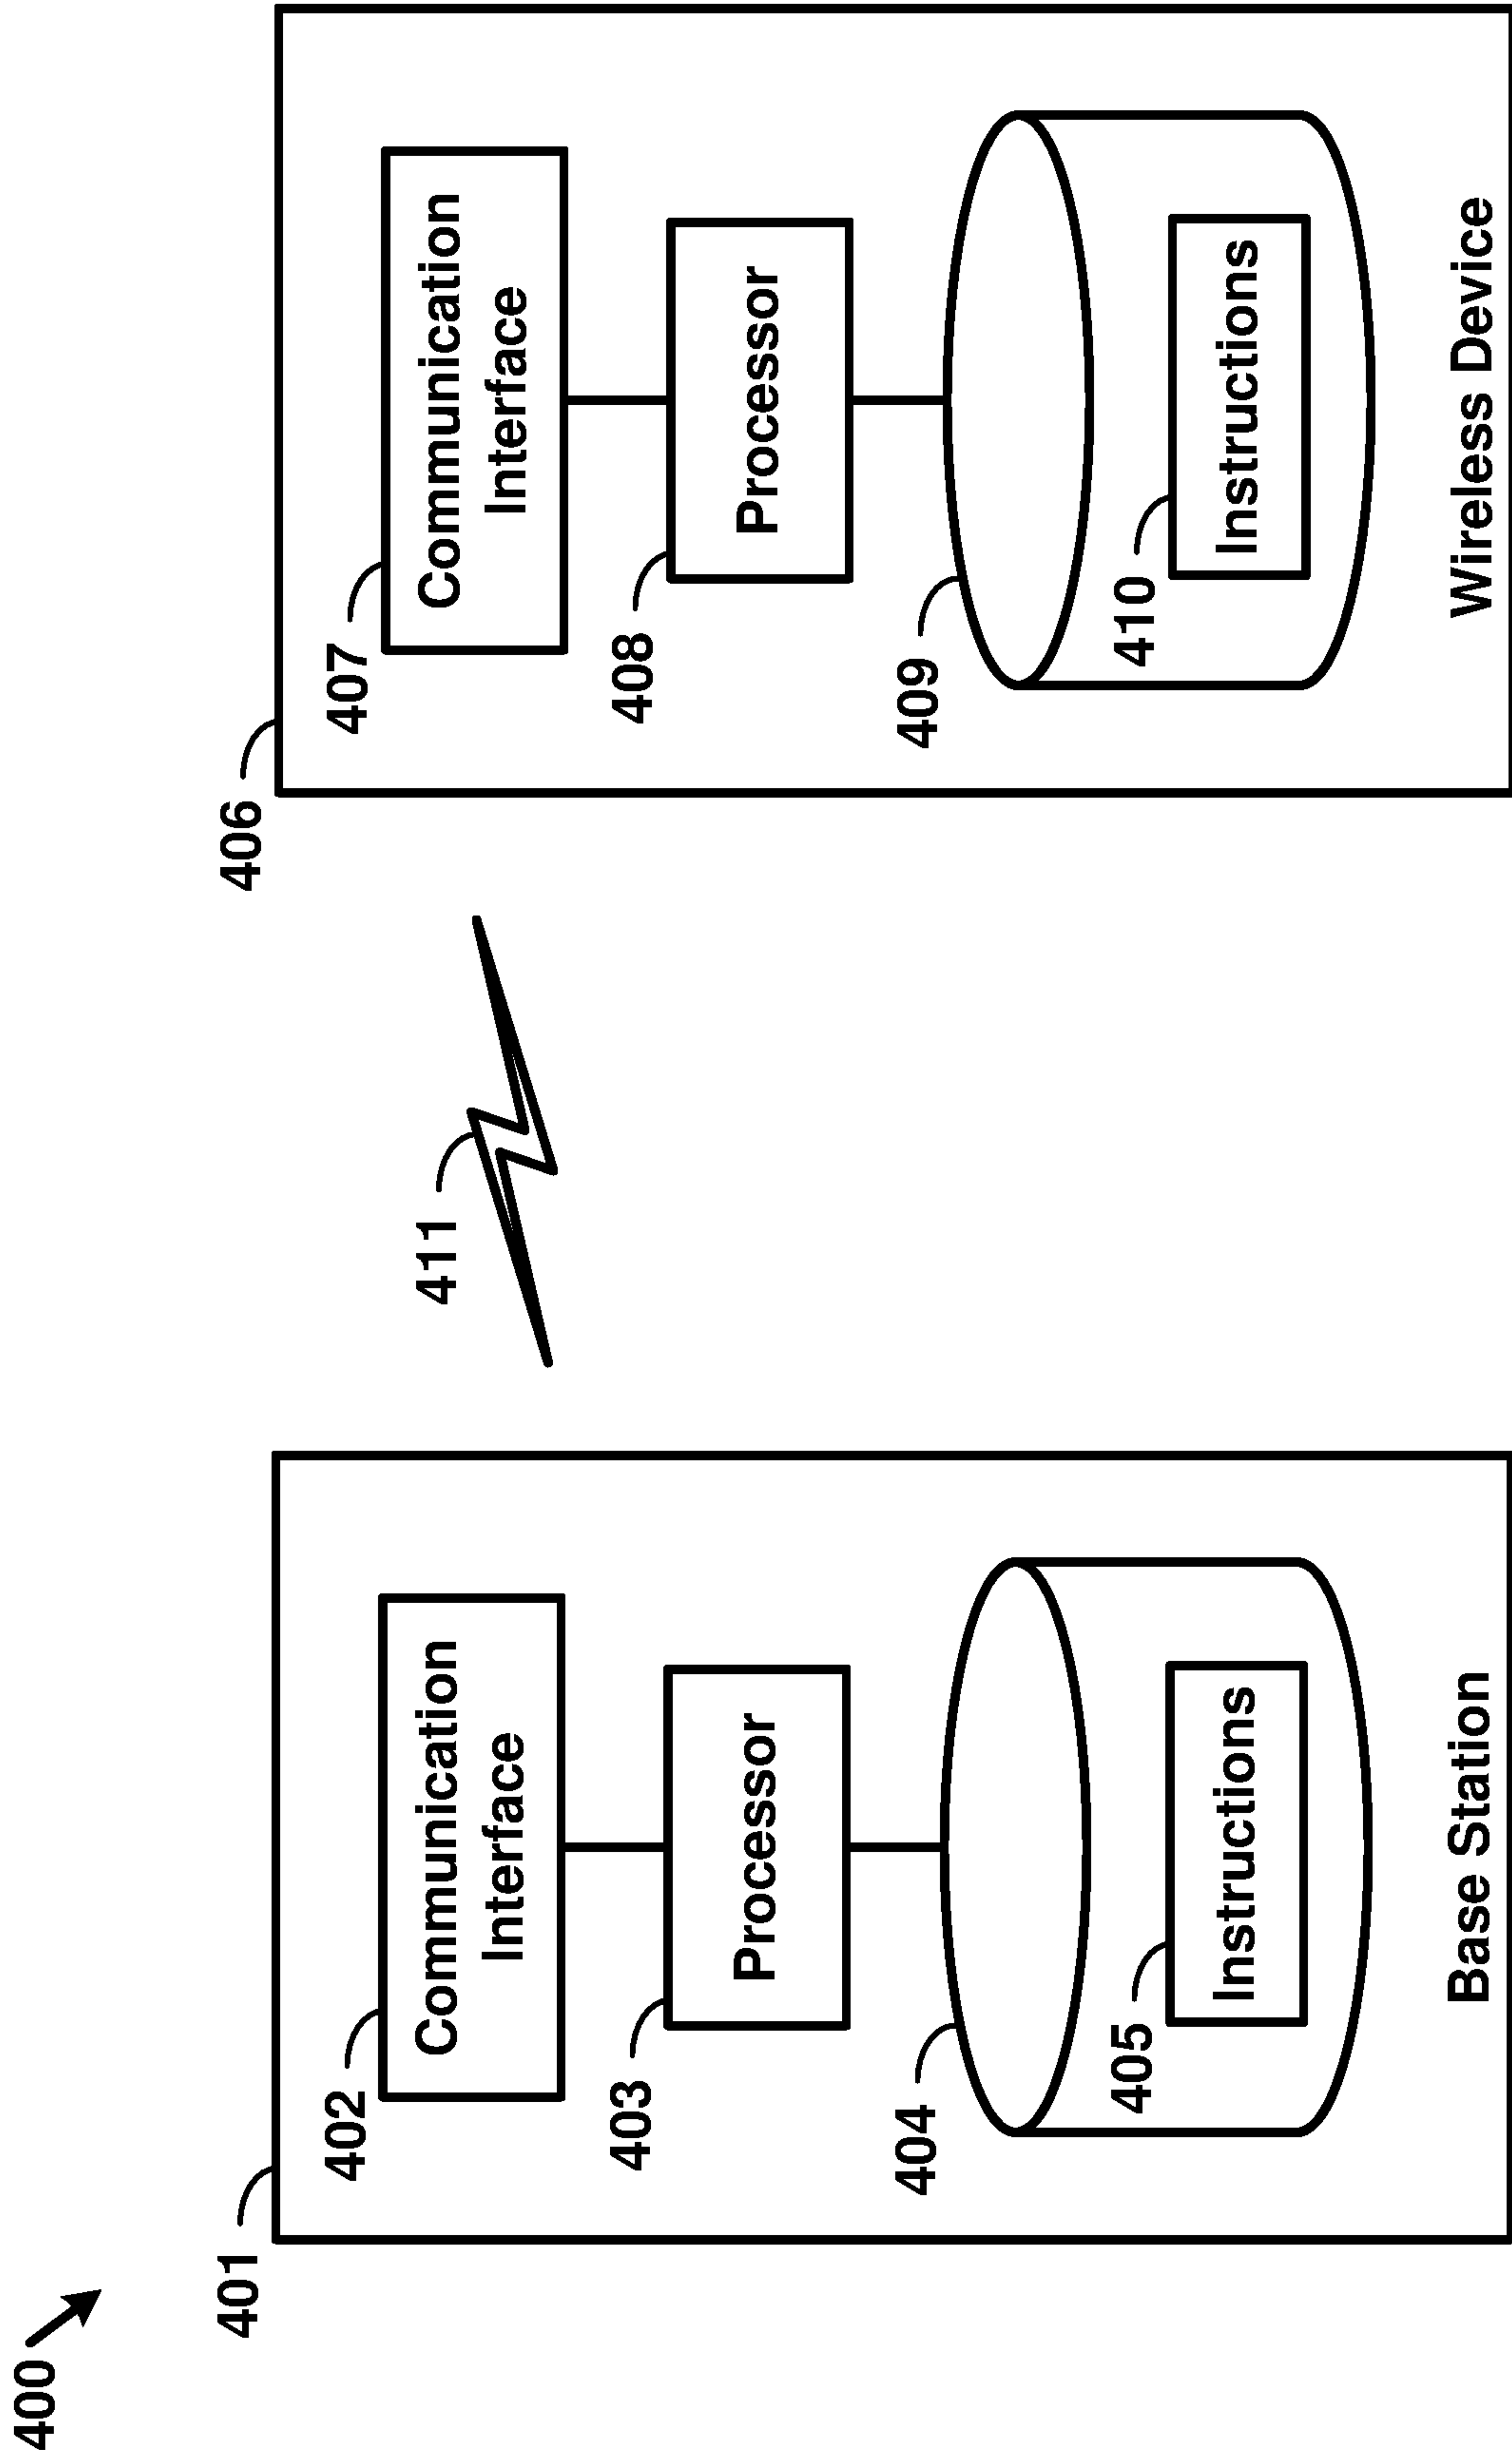 400
401
402
Communication
Interface
403
Processor
404
405
Instructions
Base Station
411
406
407
Communication
Interface
408
Processor
409
410
Instructions
Wireless Device